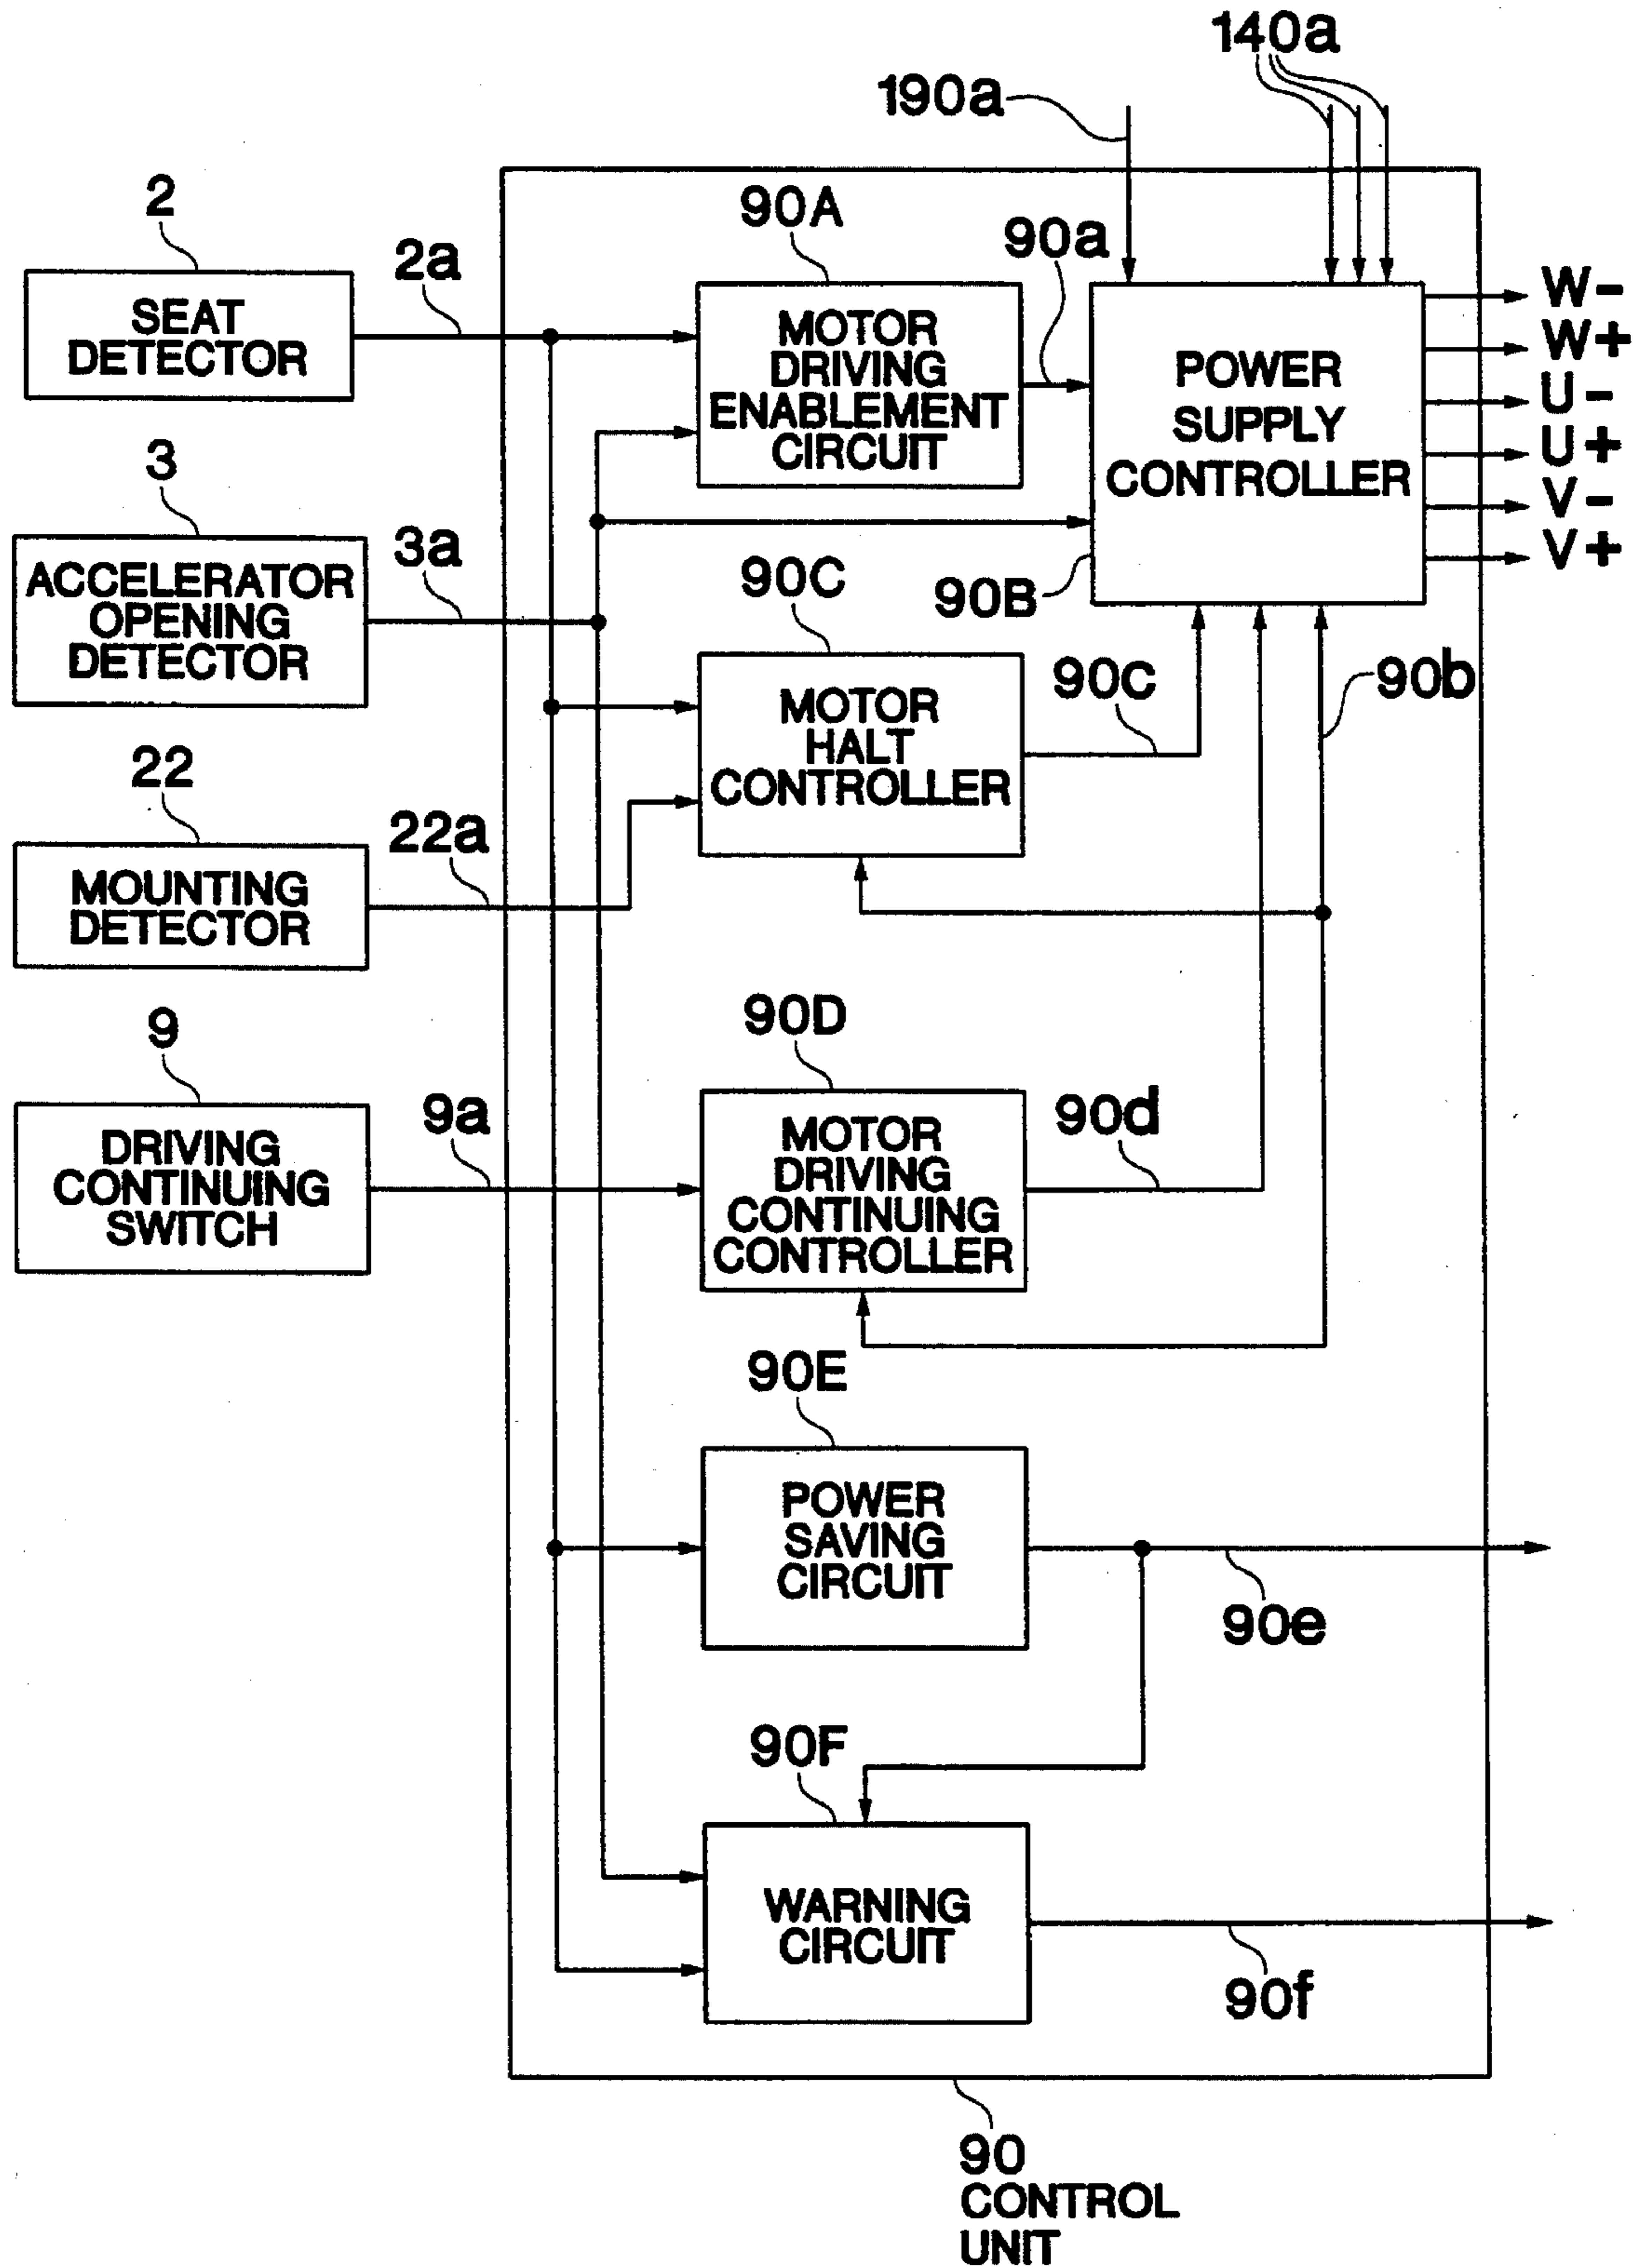 140a
190a
2
90A
90a
2a
SEAT
DETECTOR
MOTOR
DRIVING
ENABLEMENT
CIRCUIT
POWER
SUPPLY
CONTROLLER
W-
W+
U-
U+
V-
V+
3
3a
ACCELERATOR
OPENING
DETECTOR
90C
90B
MOTOR
HALT
CONTROLLER
90c
90b
22
22a
MOUNTING
DETECTOR
9
9a
DRIVING
CONTINUING
SWITCH
90D
MOTOR
DRIVING
CONTINUING
CONTROLLER
90d
90E
POWER
SAVING
CIRCUIT
90e
90F
WARNING
CIRCUIT
90f
90
CONTROL
UNIT